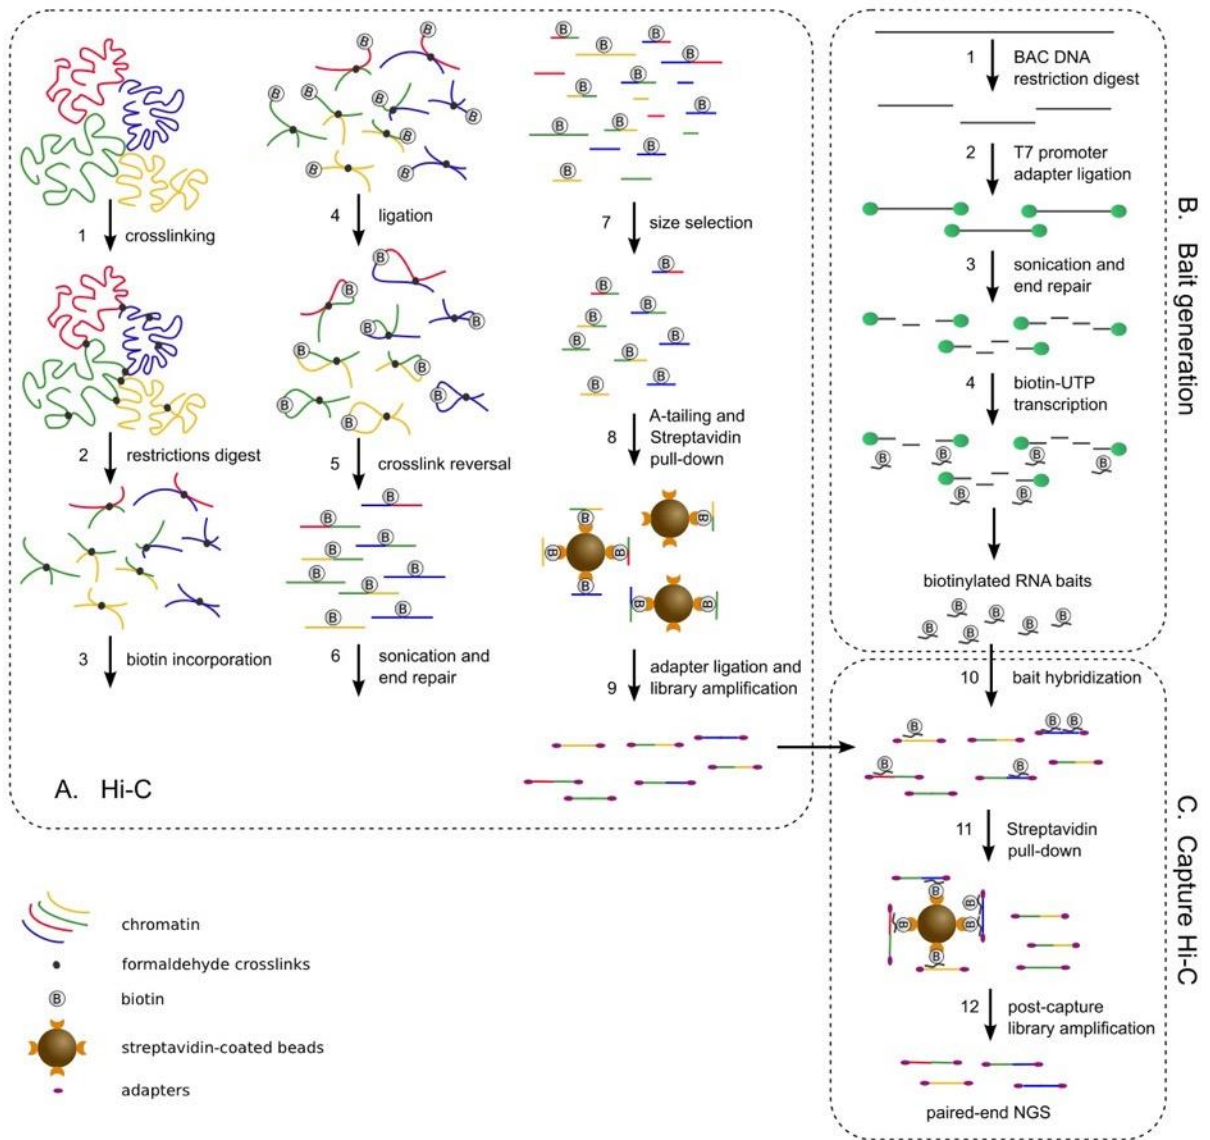 1 crosslinking
2 restrictions digest
3 biotin incorporation
B
B
B
B
B
B
B
B
B
B
4 ligation
B
B
B
B
B
B
B
B
B
B
5 crosslink reversal
B
B
B
B
B
B
B
B
B
6 sonication and
end repair
B
B
B
B
B
B
B
B
B
B
B
7 size selection
B
B
B
B
B
B
B
B
B
8 A-tailing and
Streptavidin
pull-down
B
B
B
B
B
B
B
9 adapter ligation and
library amplification
A. Hi-C
1 BAC DNA
restriction digest
2 T7 promoter
adapter ligation
3 sonication and
end repair
4 biotin-UTP
transcription
B
B
B
B
B
B
biotinylated RNA baits
B
B
B
B
B
B
B. Bait generation
10 bait hybridization
B
B
B
B
B
11 Streptavidin
pull-down
B
B
B
B
B
12 post-capture
library amplification
paired-end NGS
C. Capture Hi-C
chromatin
formaldehyde crosslinks
B biotin
streptavidin-coated beads
adapters